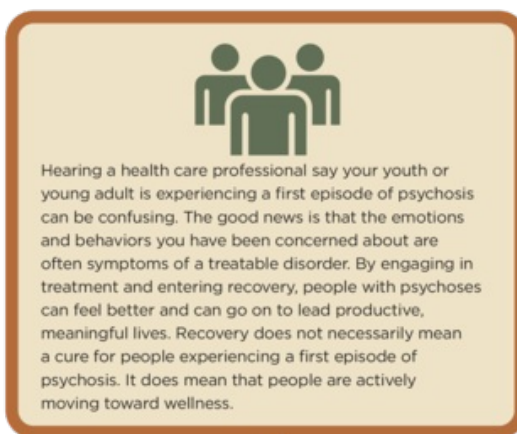 Hearing a health care professional say your youth or
young adult is experiencing a first episode of psychosis
can be confusing. The good news is that the emotions
and behaviors you have been concerned about are
often symptoms of a treatable disorder. By engaging in
treatment and entering recovery, people with psychoses
can feel better and can go on to lead productive,
meaningful lives. Recovery does not necessarily mean
a cure for people experiencing a first episode of
psychosis. It does mean that people are actively
moving toward wellness.